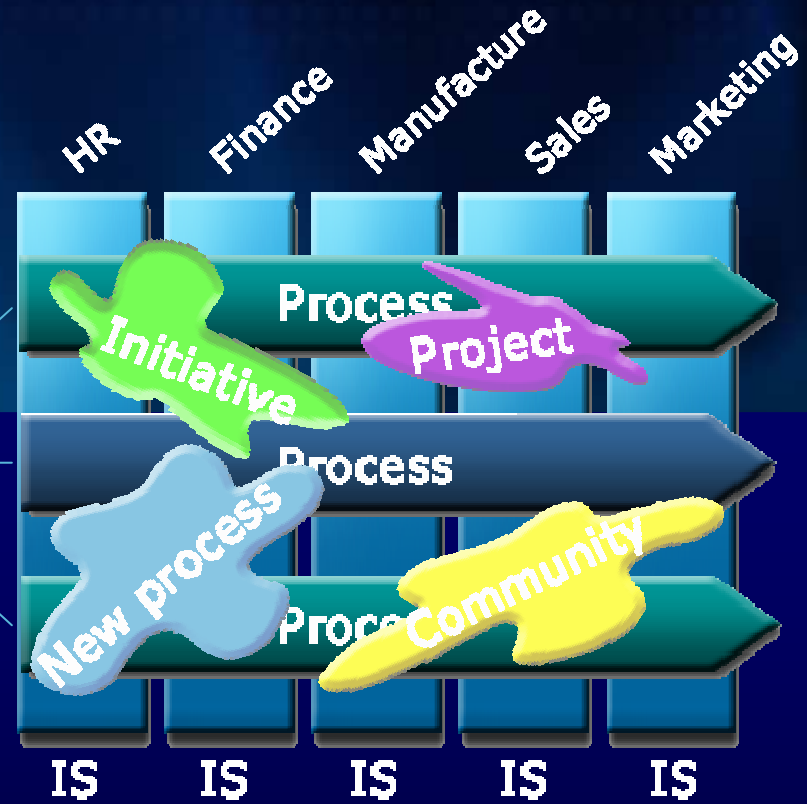 HR
Finance
Manufacture
Sales
Marketing
Process
Project
Initiative
Process
New process
Community
Proce
IS
IS
IS
IS
IS